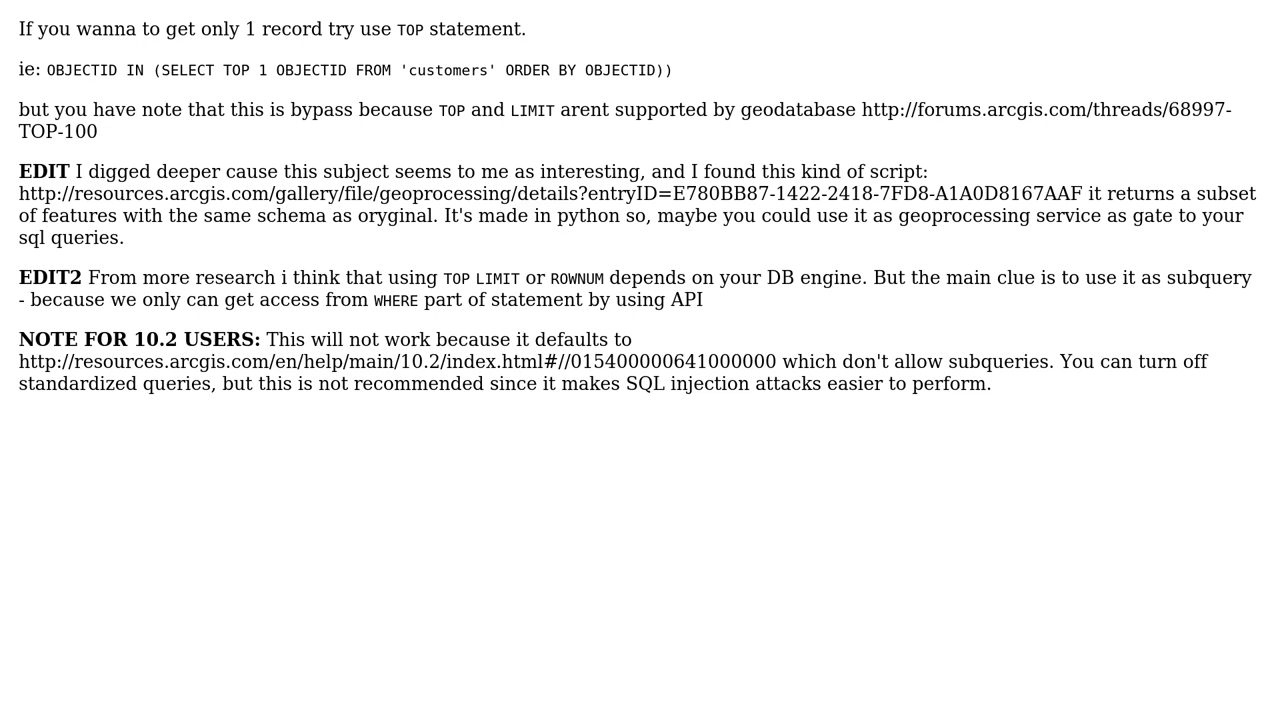 If you wanna to get only 1 record try use TOP statement.
ie: OBJECTID IN (SELECT TOP 1 OBJECTID FROM 'customers' ORDER BY OBJECTID))
but you have note that this is bypass because TOP and LIMIT arent supported by geodatabase http://forums.arcgis.com/threads/68997-
TOP-100
EDIT I digged deeper cause this subject seems to me as interesting, and I found this kind of script:
http://resources.arcgis.com/gallery/file/geoprocessing/details?entryID=E780BB87-1422-2418-7FD8-A1A0D8167AAF it returns a subset
of features with the same schema as oryginal. It's made in python so, maybe you could use it as geoprocessing service as gate to your
sql queries.
EDIT2 From more research i think that using TOP LIMIT or ROWNUM depends on your DB engine. But the main clue is to use it as subquery
- because we only can get access from WHERE part of statement by using API
NOTE FOR 10.2 USERS: This will not work because it defaults to
http://resources.arcgis.com/en/help/main/10.2/index.html#//015400000641000000 which don't allow subqueries. You can turn off
standardized queries, but this is not recommended since it makes SQL injection attacks easier to perform.